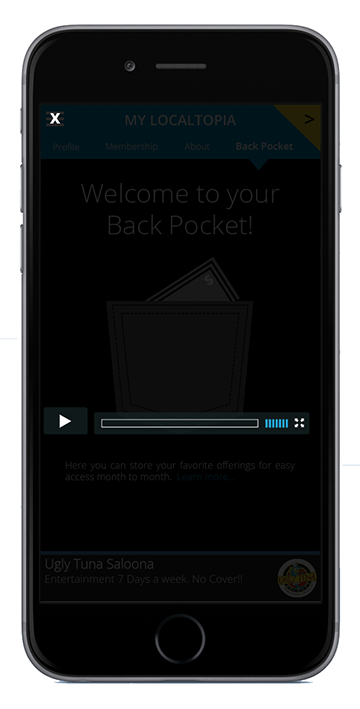 X
MY LOCALTOPIA
>
Profile Membership About Back Pocket
Welcome to your
Back Pocket!
$
Here you can store your favorite offerings for easy
access month to month. Learn more...
Ugly Tuna Saloona
Entertainment 7 Days a week. No Cover!!